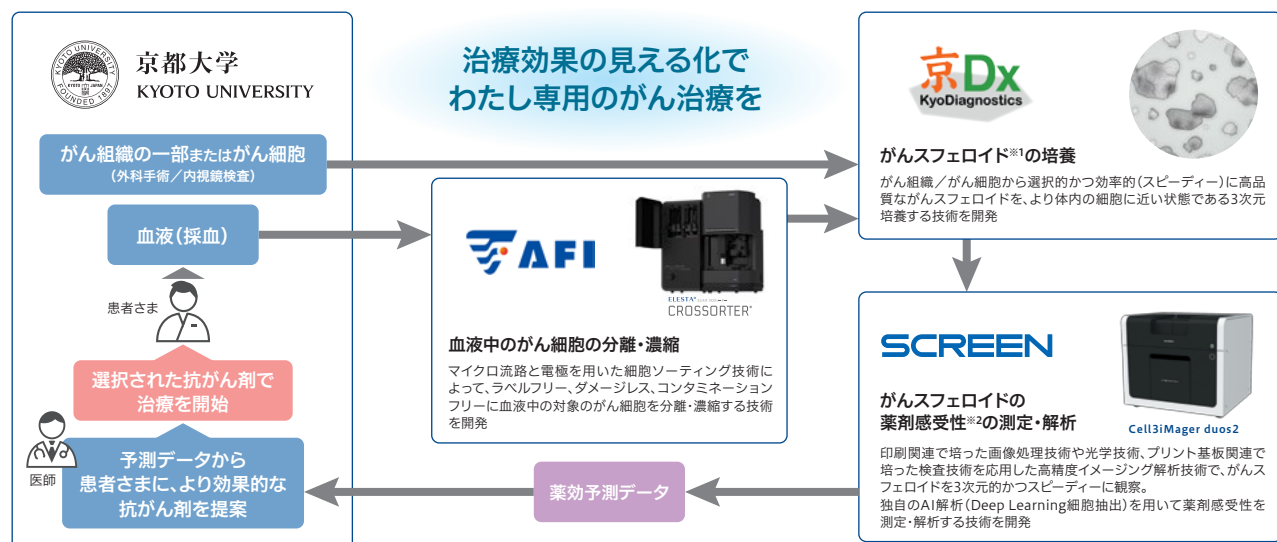 KYOTO UNIVERSITY
KYOTO JAPAN
FOUNDED 1897
京都大学
KYOTO UNIVERSITY
治療効果の見える化で
わたし専用のがん治療を
がん組織の一部またはがん細胞
(外科手術／内視鏡検査)
血液(採血)
患者さま
選択された抗がん剤で
治療を開始
医師
予測データから
患者さまに、より効果的な
抗がん剤を提案
AFI
ELESTA®
CROSSORTER®
血液中のがん細胞の分離・濃縮
マイクロ流路と電極を用いた細胞ソーティング技術に
よって、ラベルフリー、ダメージレス、コンタミネーション
フリーに血液中の対象のがん細胞を分離・濃縮する技術
を開発
京Dx
KyoDiagnostics
がんスフェロイド※1の培養
がん組織／がん細胞から選択的かつ効率的(スピーディー)に高品
質ながんスフェロイドを、より体内の細胞に近い状態である3次元
培養する技術を開発
SCREEN
Cell3iMager duos2
がんスフェロイドの
薬剤感受性※2の測定・解析
印刷関連で培った画像処理技術や光学技術、プリント基板関連で
培った検査技術を応用した高精度イメージング解析技術で、がんス
フェロイドを3次元的かつスピーディーに観察。
独自のAI解析(Deep Learning細胞抽出)を用いて薬剤感受性を
測定・解析する技術を開発
薬効予測データ